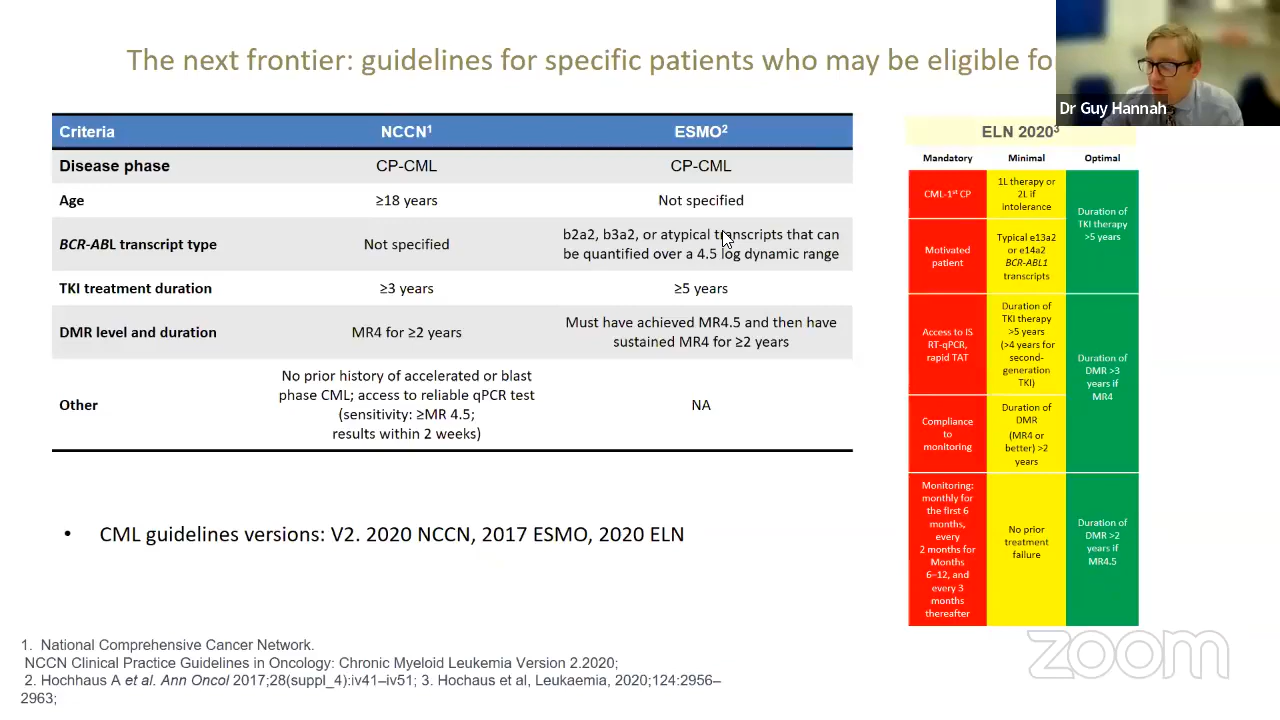 The next frontier: guidelines for specific patients who may be eligible fo
Dr Guy Hannah
Criteria NCCN1 ESMO2
Disease phase CP-CML CP-CML
Age ≥18 years Not specified
BCR-ABL transcript type Not specified b2a2, b3a2, or atypical transcripts that can
be quantified over a 4.5 log dynamic range
TKI treatment duration ≥3 years ≥5 years
DMR level and duration MR4 for ≥2 years Must have achieved MR4.5 and then have
sustained MR4 for ≥2 years
Other No prior history of accelerated or blast
phase CML; access to reliable qPCR test
(sensitivity: ≥MR 4.5;
results within 2 weeks)
NA
ELN 2020³
Mandatory Minimal Optimal
CML-1st CP
1L therapy or
2L if
intolerance
Duration of
TKI therapy
>5 years
Motivated
patient
Typical e13a2
or e14a2
BCR-ABL1
transcripts
Access to IS
RT-qPCR,
rapid TAT
Duration of
TKI therapy
>5 years
(>4 years for
second-
generation
TKI)
Duration of
DMR >3
years if
MR4
Compliance
to
monitoring
Duration of
DMR
(MR4 or
better) >2
years
Monitoring:
monthly for
the first 6
months,
every
2 months for
Months
6–12, and
every 3
months
thereafter
No prior
treatment
failure
Duration of
DMR >2
years if
MR4.5
• CML guidelines versions: V2. 2020 NCCN, 2017 ESMO, 2020 ELN
1. National Comprehensive Cancer Network.
NCCN Clinical Practice Guidelines in Oncology: Chronic Myeloid Leukemia Version 2.2020;
2. Hochhaus A et al. Ann Oncol 2017;28(suppl_4):iv41–iv51; 3. Hochaus et al, Leukaemia, 2020;124:2956–
2963;
zoom